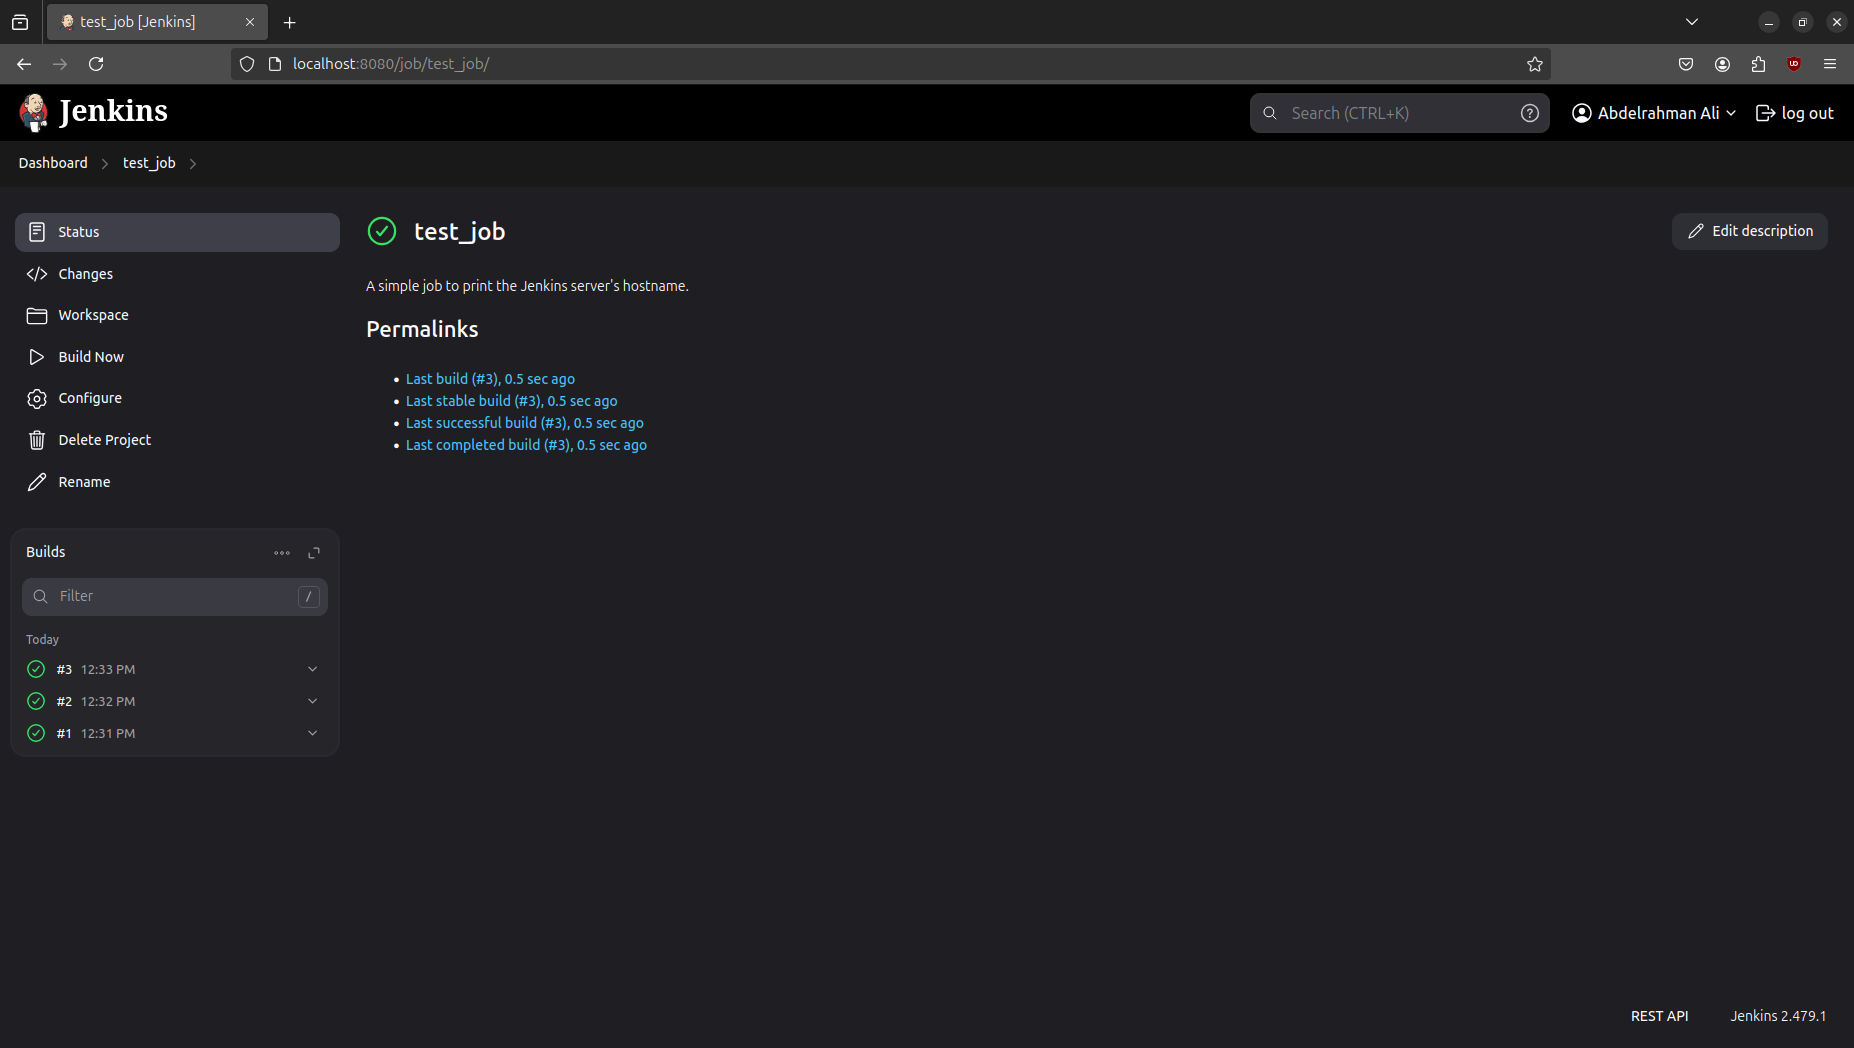 test_job [Jenkins]
localhost:8080/job/test_job/
Jenkins
Search (CTRL+K)
?
Abdelrahman Ali
log out
Dashboard
test_job
Status
Changes
Workspace
Build Now
Configure
Delete Project
Rename
Builds
Filter
/
Today
#3 12:33 PM
#2 12:32 PM
#1 12:31 PM
test_job
Edit description
A simple job to print the Jenkins server's hostname.
Permalinks
Last build (#3), 0.5 sec ago
Last stable build (#3), 0.5 sec ago
Last successful build (#3), 0.5 sec ago
Last completed build (#3), 0.5 sec ago
REST API
Jenkins 2.479.1